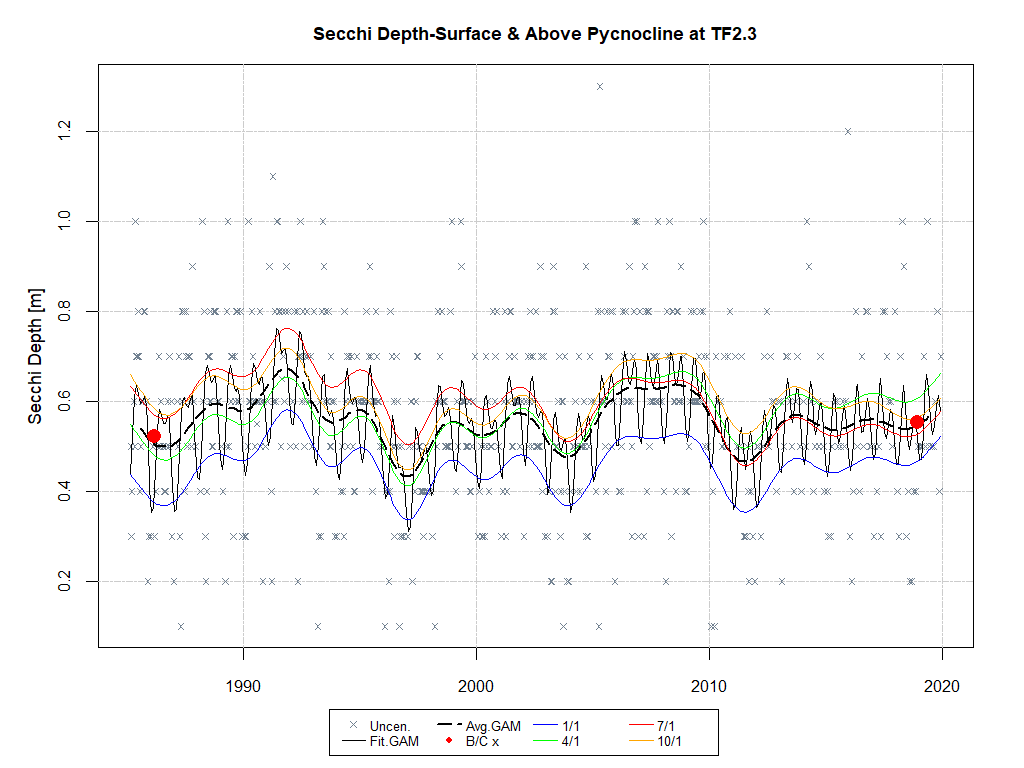 Secchi Depth-Surface & Above Pycnocline at TF2.3
Secchi Depth [m]
1.2
1.0
0.8
0.6
0.4
0.2
1990 2000 2010 2020
Uncen. Avg.GAM 1/1 7/1
Fit.GAM B/C x 4/1 10/1